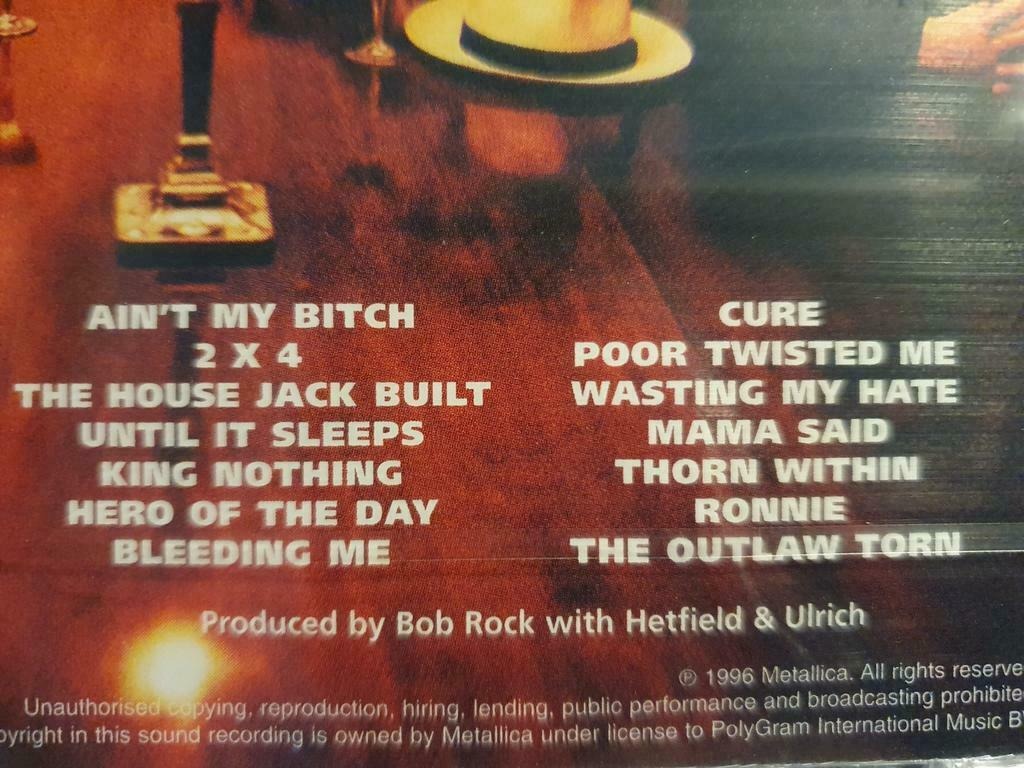 AIN'T MY BITCH
2 X 4
THE HOUSE JACK BUILT
UNTIL IT SLEEPS
KING NOTHING
HERO OF THE DAY
BLEEDING ME
CURE
POOR TWISTED ME
WASTING MY HATE
MAMA SAID
THORN WITHIN
RONNIE
THE OUTLAW TORN
Produced by Bob Rock with Hetfield & Ulrich
℗ 1996 Metallica. All rights reserve
Unauthorised copying, reproduction, hiring, lending, public performance and broadcasting prohibite
oyright in this sound recording is owned by Metallica under license to PolyGram International Music B